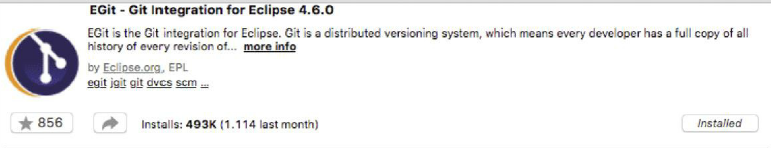 EGit - Git Integration for Eclipse 4.6.0
EGit is the Git integration for Eclipse. Git is a distributed versioning system, which means every developer has a full copy of all
history of every revision of... more info
by Eclipse.org, EPL
egit jgit git dvcs scm ...
856 Installs: 493K (1.114 last month) Installed